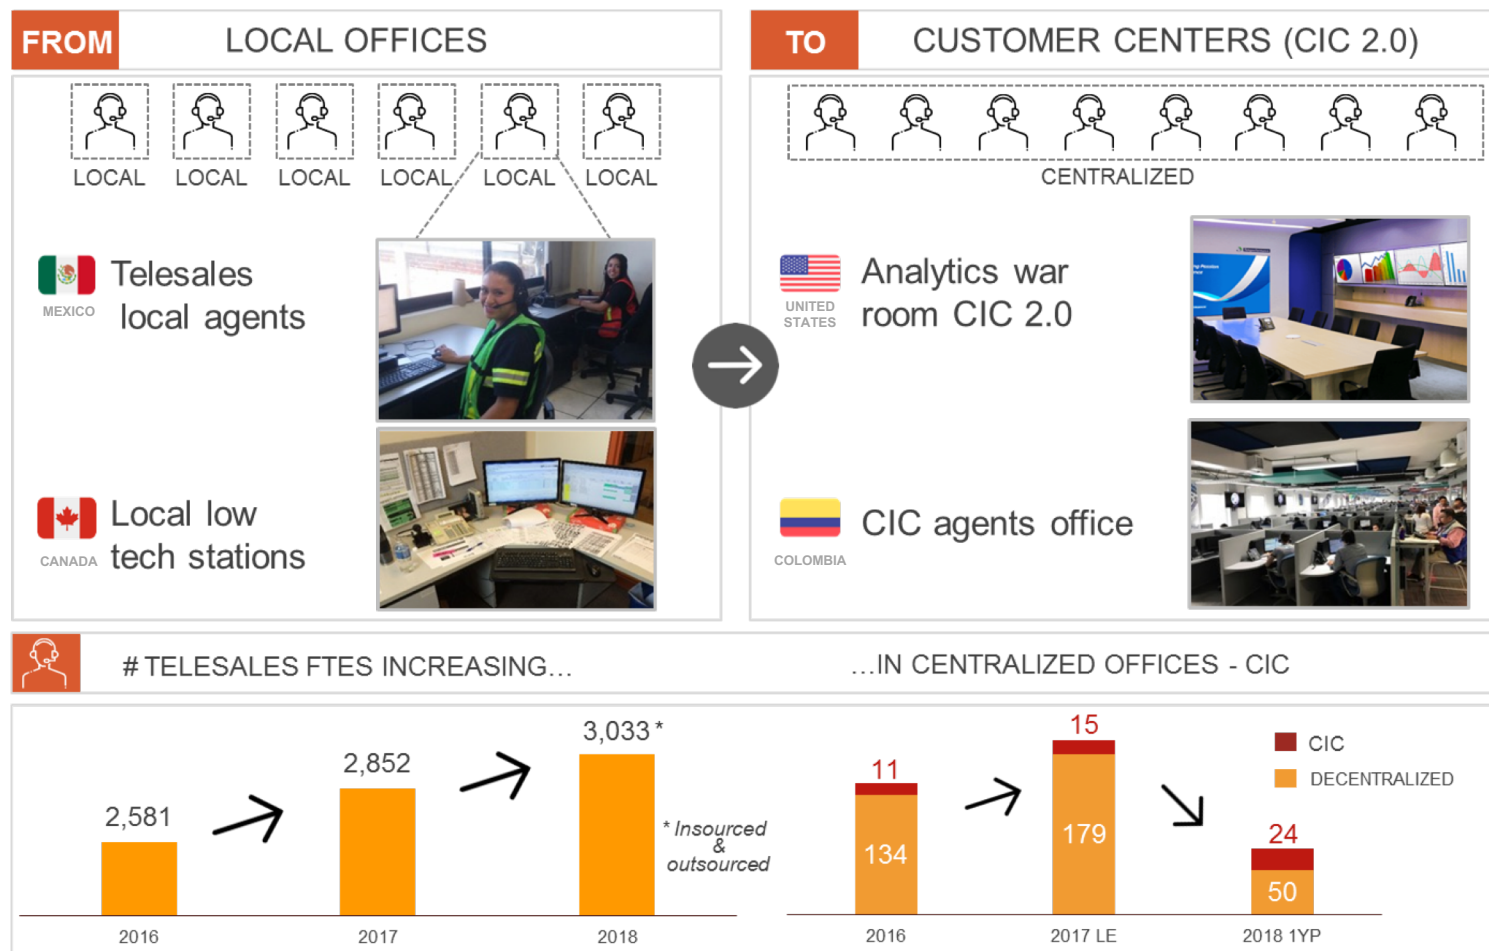 FROM
LOCAL OFFICES
LOCAL
LOCAL
LOCAL
LOCAL
LOCAL
LOCAL
MEXICO
Telesales
local agents
CANADA
Local low
tech stations
TO
CUSTOMER CENTERS (CIC 2.0)
CENTRALIZED
UNITED
STATES
Analytics war
room CIC 2.0
COLOMBIA
CIC agents office
# TELESALES FTES INCREASING...
...IN CENTRALIZED OFFICES - CIC
2,581
2,852
3,033 *
* Insourced
&
outsourced
2016
2017
2018
11
134
15
179
24
50
CIC
DECENTRALIZED
2016
2017 LE
2018 1YP